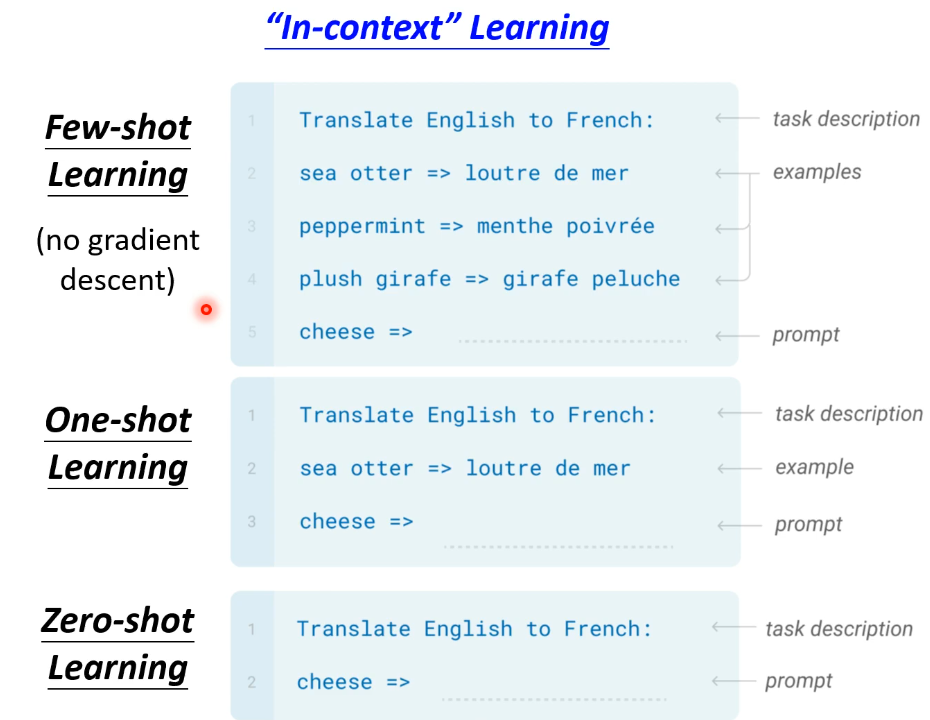 “In-context” Learning
Few-shot
Learning
(no gradient
descent)
1 Translate English to French: task description
2 sea otter => loutre de mer examples
3 peppermint => menthe poivrée
4 plush girafe => girafe peluche
5 cheese => prompt
One-shot
Learning
1 Translate English to French: task description
2 sea otter => loutre de mer example
3 cheese => prompt
Zero-shot
Learning
1 Translate English to French: task description
2 cheese => prompt